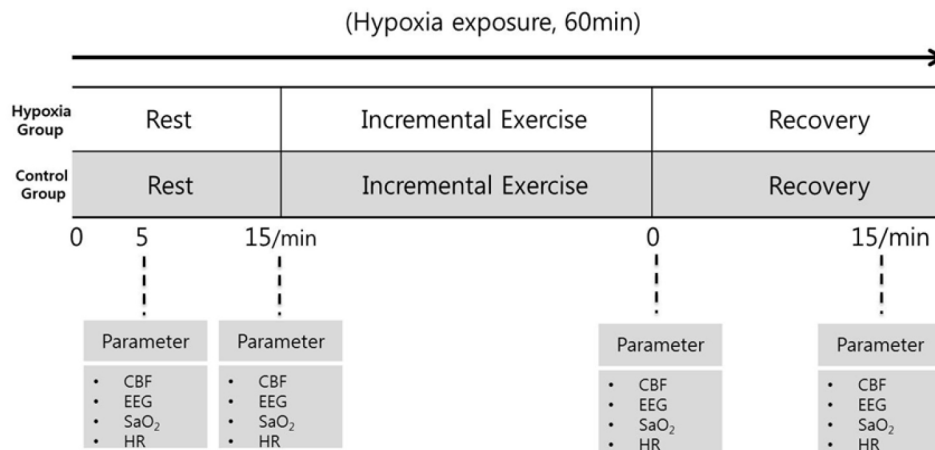 (Hypoxia exposure, 60min)
Hypoxia
Group
Rest
Incremental Exercise
Recovery
Control
Group
Rest
Incremental Exercise
Recovery
0
5
15/min
0
15/min
Parameter
• CBF
• EEG
• SaO₂
• HR
Parameter
• CBF
• EEG
• SaO₂
• HR
Parameter
• CBF
• EEG
• SaO₂
• HR
Parameter
• CBF
• EEG
• SaO₂
• HR